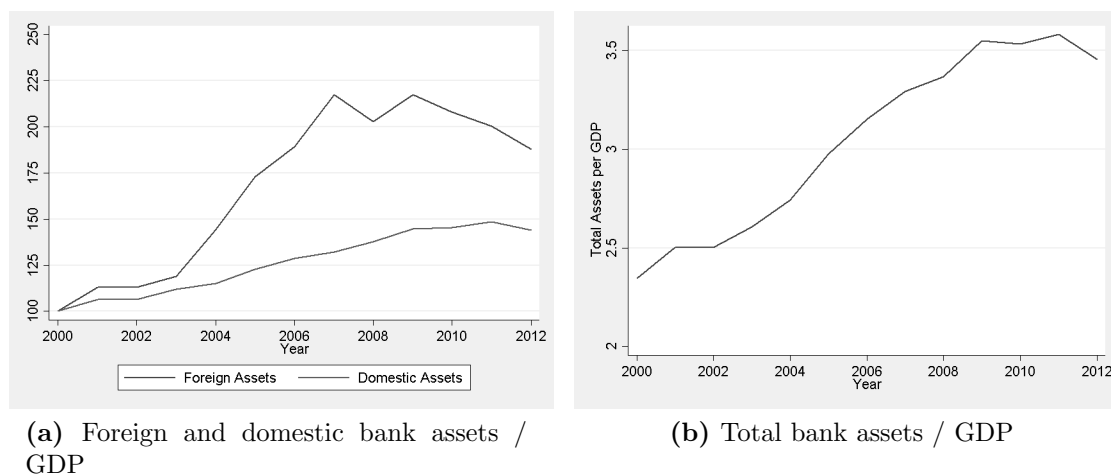 250
225
200
175
150
125
100
2000 2002 2004 2006 2008 2010 2012
Year
Foreign Assets Domestic Assets
(a) Foreign and domestic bank assets /
GDP
Total Assets per GDP
3.5
3
2.5
2
2000 2002 2004 2006 2008 2010 2012
Year
(b) Total bank assets / GDP